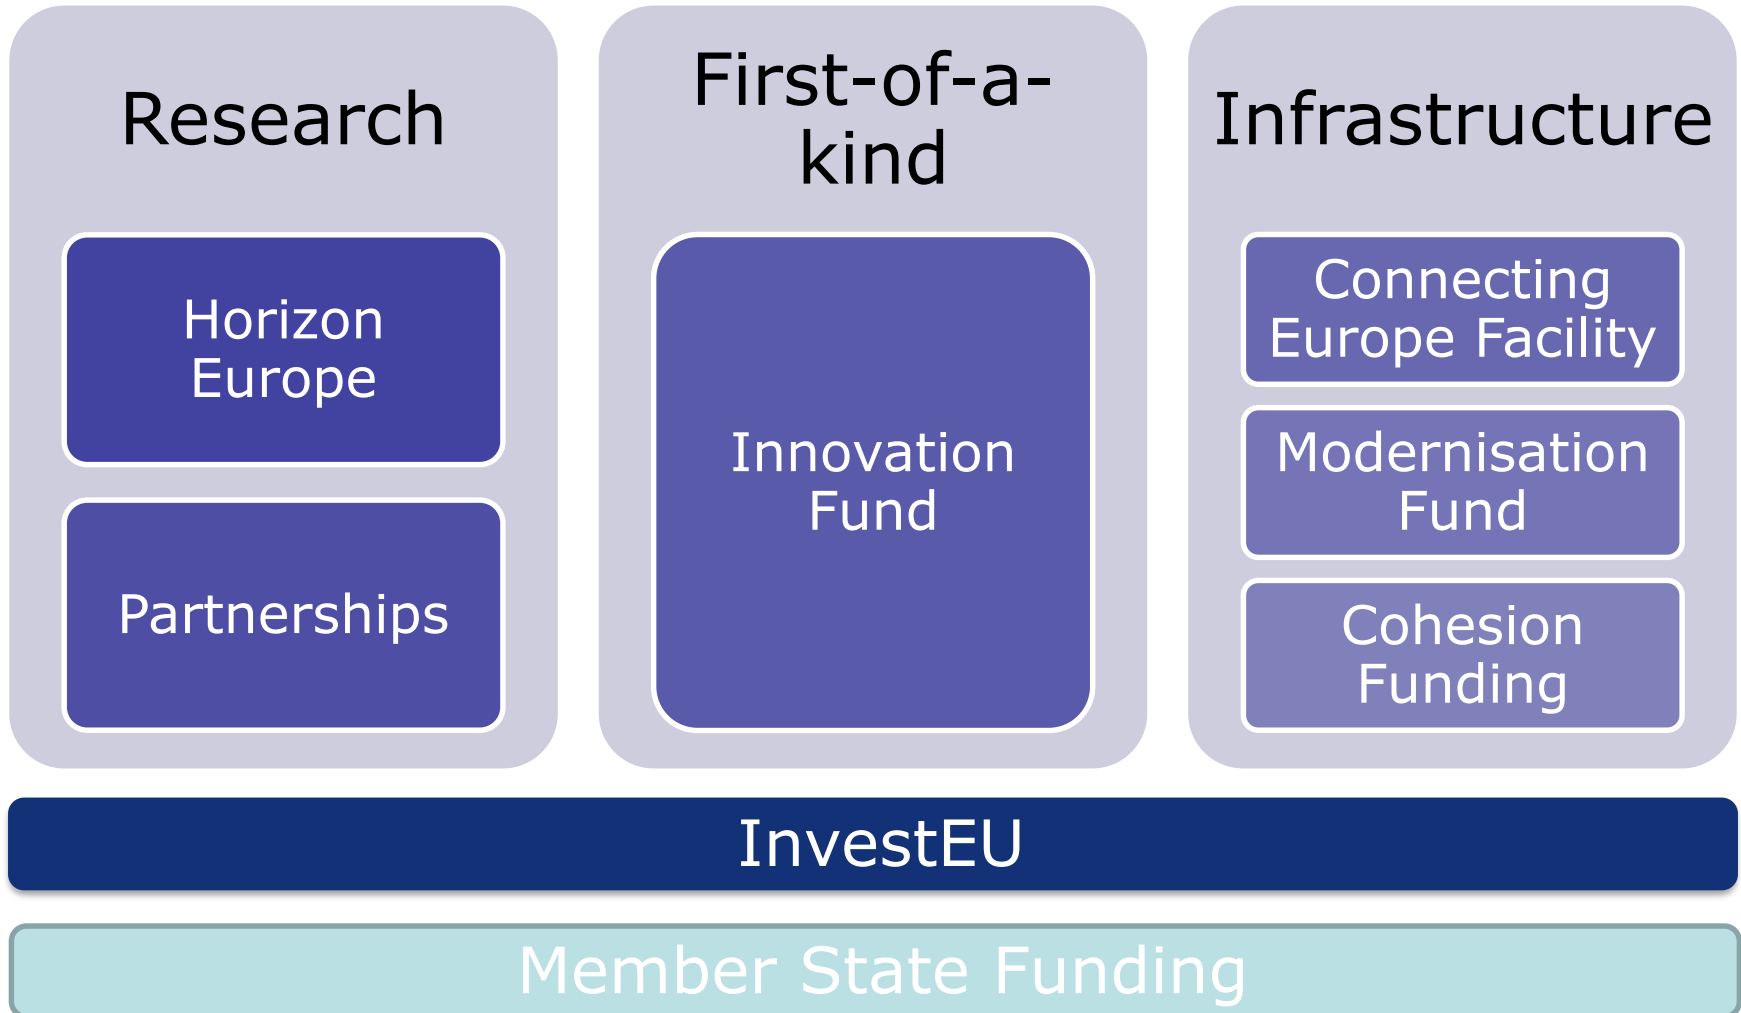 Research
Horizon
Europe
Partnerships
First-of-a-
kind
Innovation
Fund
Infrastructure
Connecting
Europe Facility
Modernisation
Fund
Cohesion
Funding
InvestEU
Member State Funding